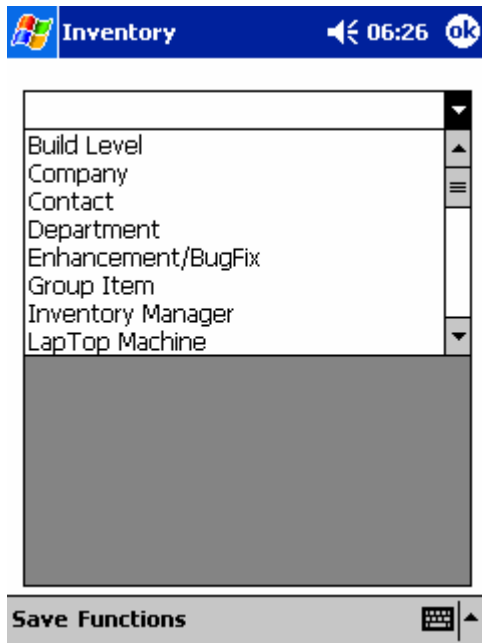 Inventory 06:26 ok
Build Level
Company
Contact
Department
Enhancement/BugFix
Group Item
Inventory Manager
LapTop Machine
Save Functions